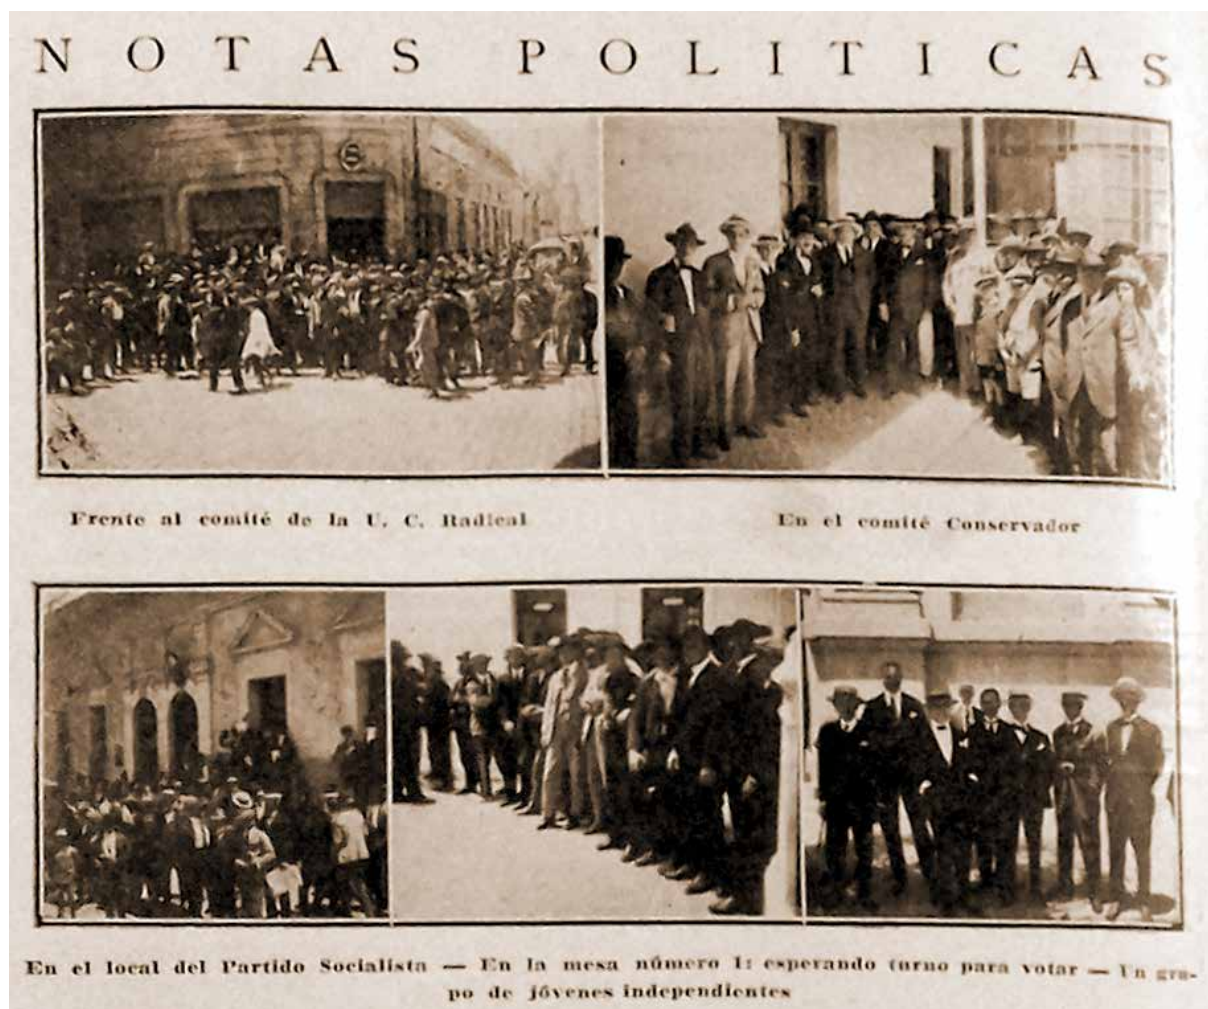 NOTAS POLITICAS
Frente al comité de la U. C. Radical
En el comité Conservador
En el local del Partido Socialista — En la mesa número 1: esperando turno para votar — Un gru-
po de jóvenes independientes